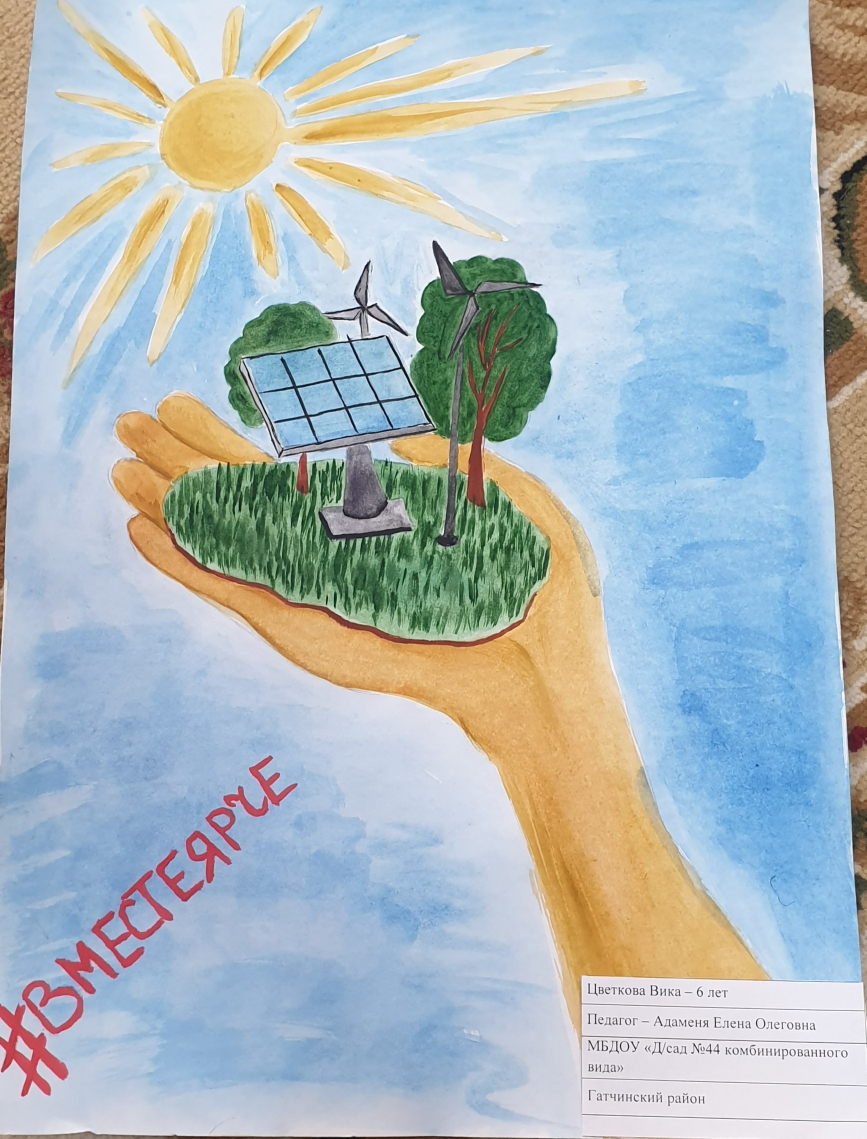 #ВМЕСТЕЯРЧЕ
Цветкова Вика – 6 лет
Педагог – Адаменя Елена Олеговна
МБДОУ «Д/сад №44 комбинированного
вида»
Гатчинский район